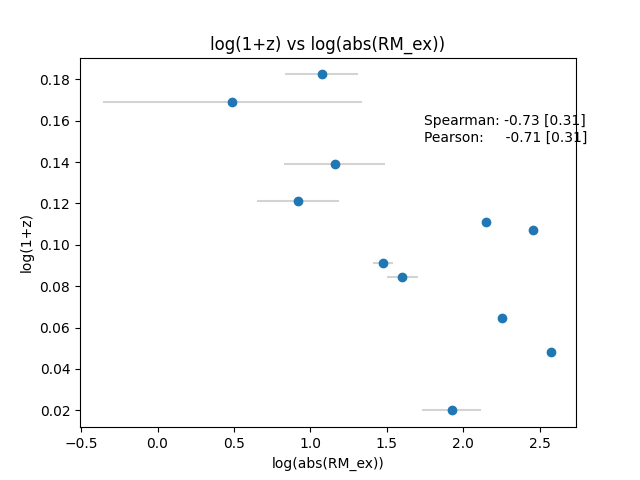 log(1+z) vs log(abs(RM_ex))
0.18
0.16
0.14
0.12
0.10
0.08
0.06
0.04
0.02
log(1+z)
Spearman: -0.73 [0.31]
Pearson: -0.71 [0.31]
−0.5 0.0 0.5 1.0 1.5 2.0 2.5
log(abs(RM_ex))